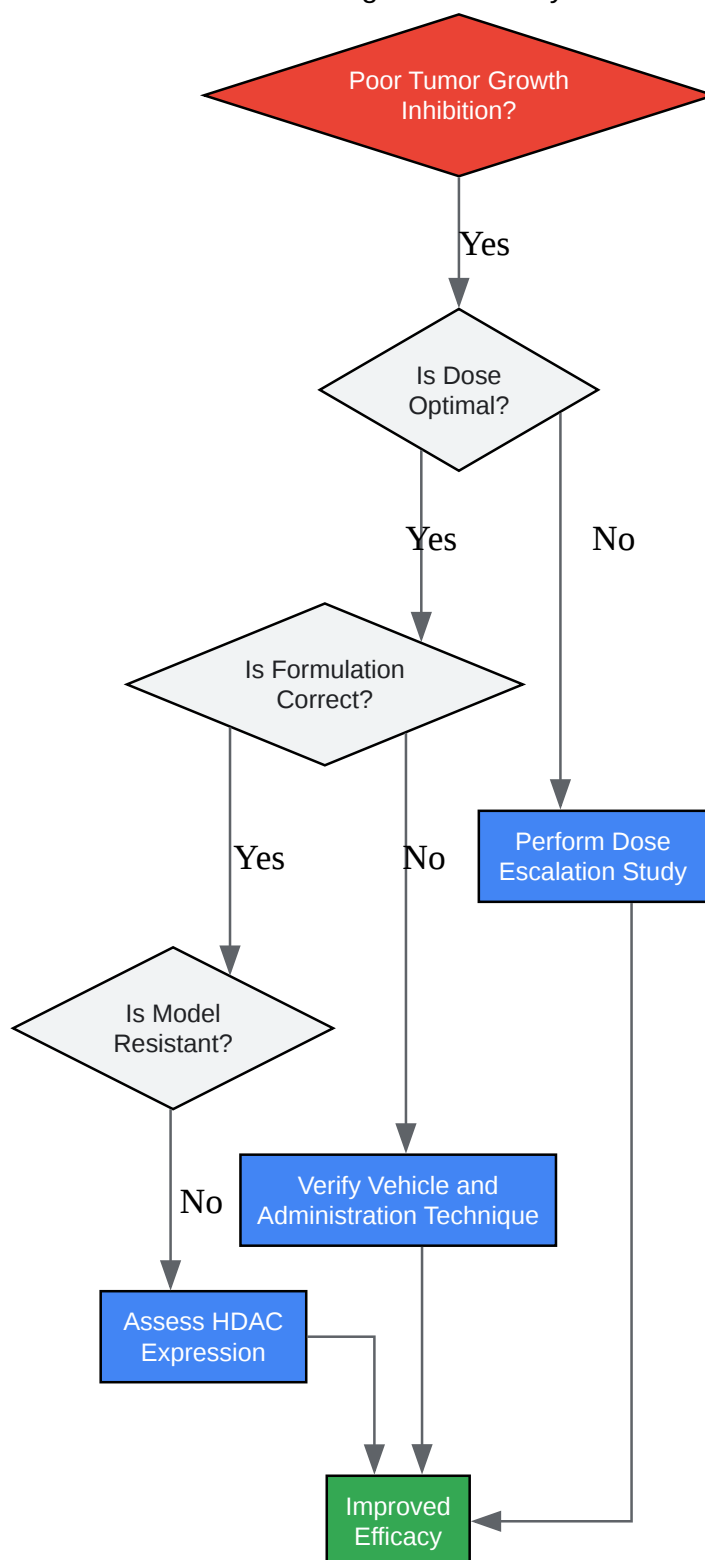 Poor Tumor Growth
Inhibition?
Yes
Is Dose
Optimal?
Yes
No
Is Formulation
Correct?
Yes
No
Perform Dose
Escalation Study
Is Model
Resistant?
No
Verify Vehicle and
Administration Technique
Assess HDAC
Expression
Improved
Efficacy